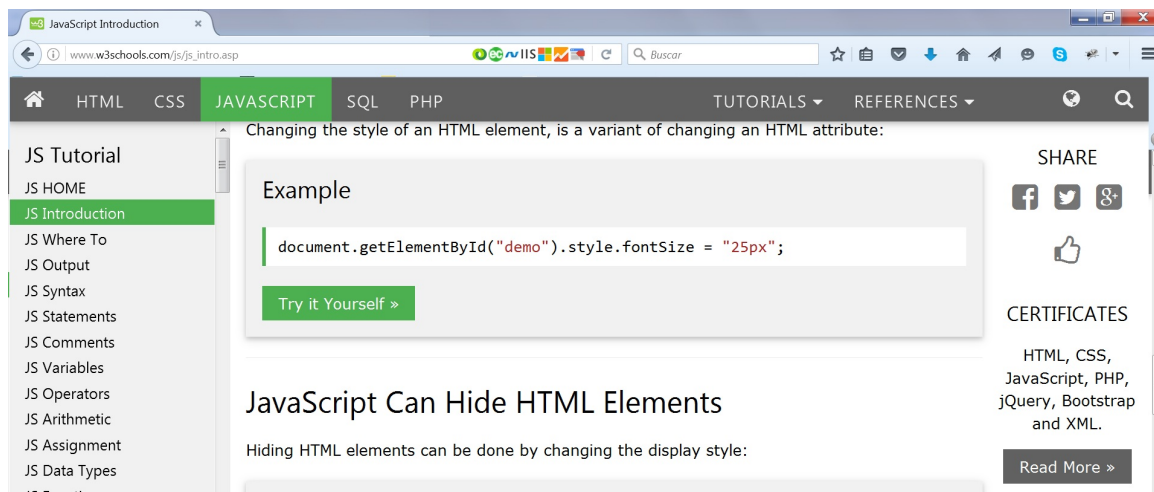 JavaScript Introduction
www.w3schools.com/js/js_intro.asp
IIS
Buscar
HTML CSS JAVASCRIPT SQL PHP TUTORIALS REFERENCES
JS Tutorial
JS HOME
JS Introduction
JS Where To
JS Output
JS Syntax
JS Statements
JS Comments
JS Variables
JS Operators
JS Arithmetic
JS Assignment
JS Data Types
Changing the style of an HTML element, is a variant of changing an HTML attribute:
Example
document.getElementById("demo").style.fontSize = "25px";
Try it Yourself »
JavaScript Can Hide HTML Elements
Hiding HTML elements can be done by changing the display style:
SHARE
CERTIFICATES
HTML, CSS,
JavaScript, PHP,
jQuery, Bootstrap
and XML.
Read More »